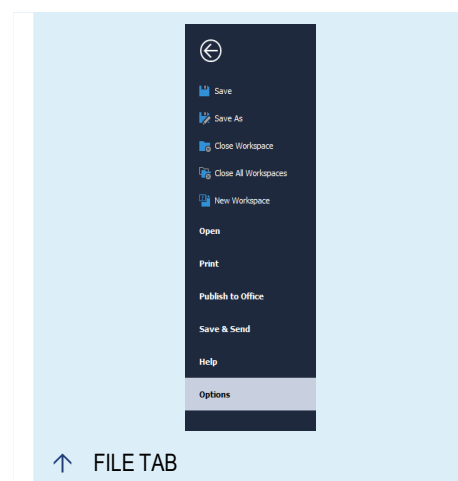 Save
Save As
Close Workspace
Close All Workspaces
New Workspace
Open
Print
Publish to Office
Save & Send
Help
Options
FILE TAB